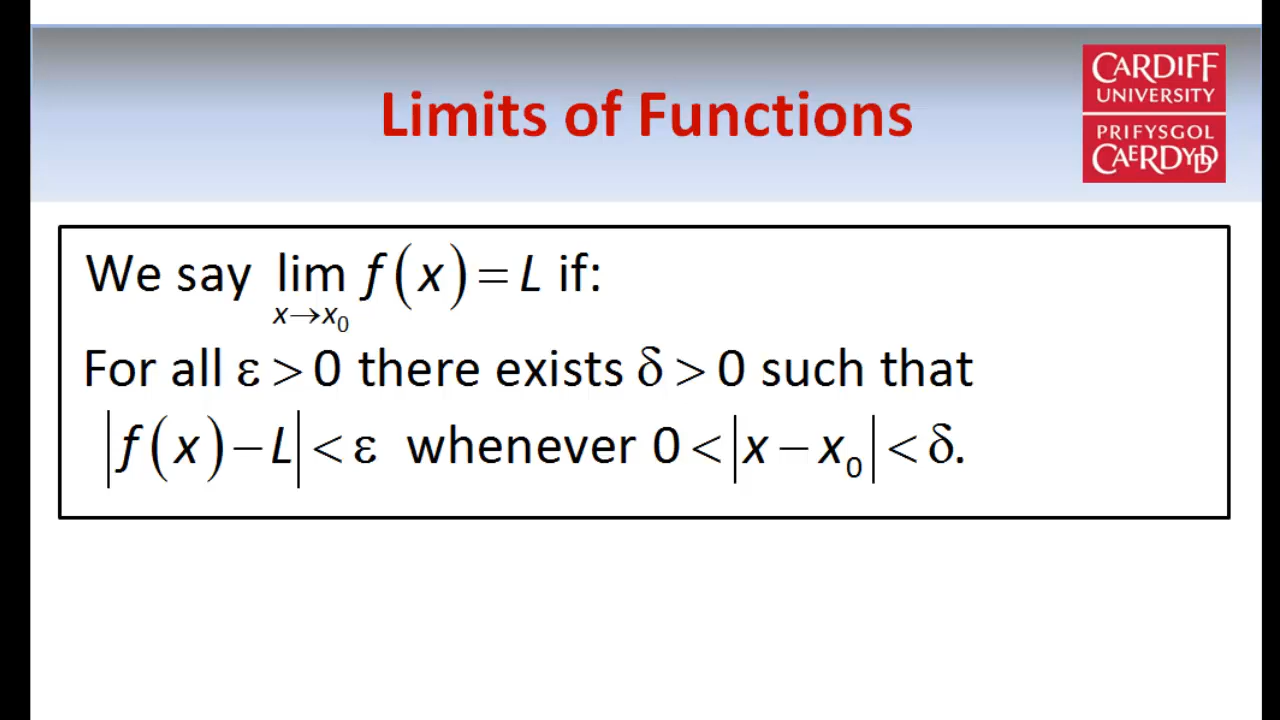 Limits of Functions
CARDIFF
UNIVERSITY
PRIFYSGOL
CAERDYDD
We say lim f(x) = L if:
x→x₀
For all ε > 0 there exists δ > 0 such that
|f(x) − L| < ε whenever 0 < |x − x₀| < δ.